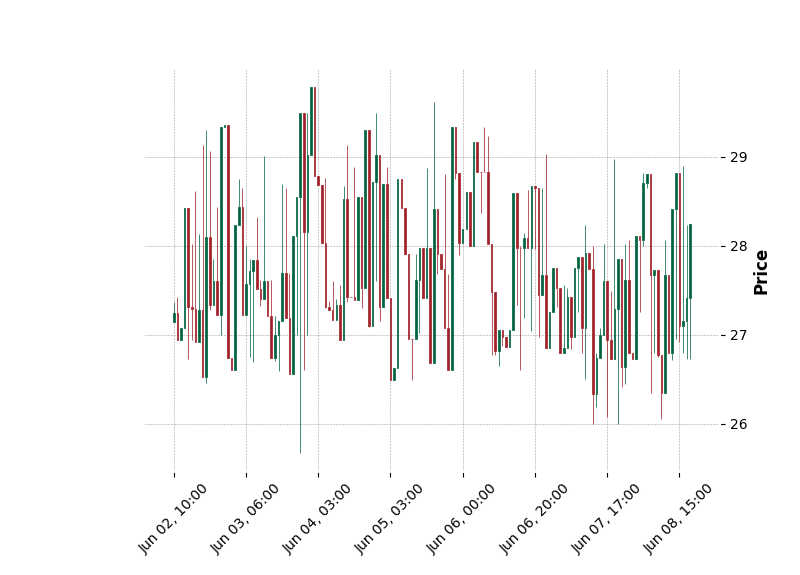 29
28
27
26
Price
Jun 02, 10:00
Jun 03, 06:00
Jun 04, 03:00
Jun 05, 03:00
Jun 06, 00:00
Jun 06, 20:00
Jun 07, 17:00
Jun 08, 15:00